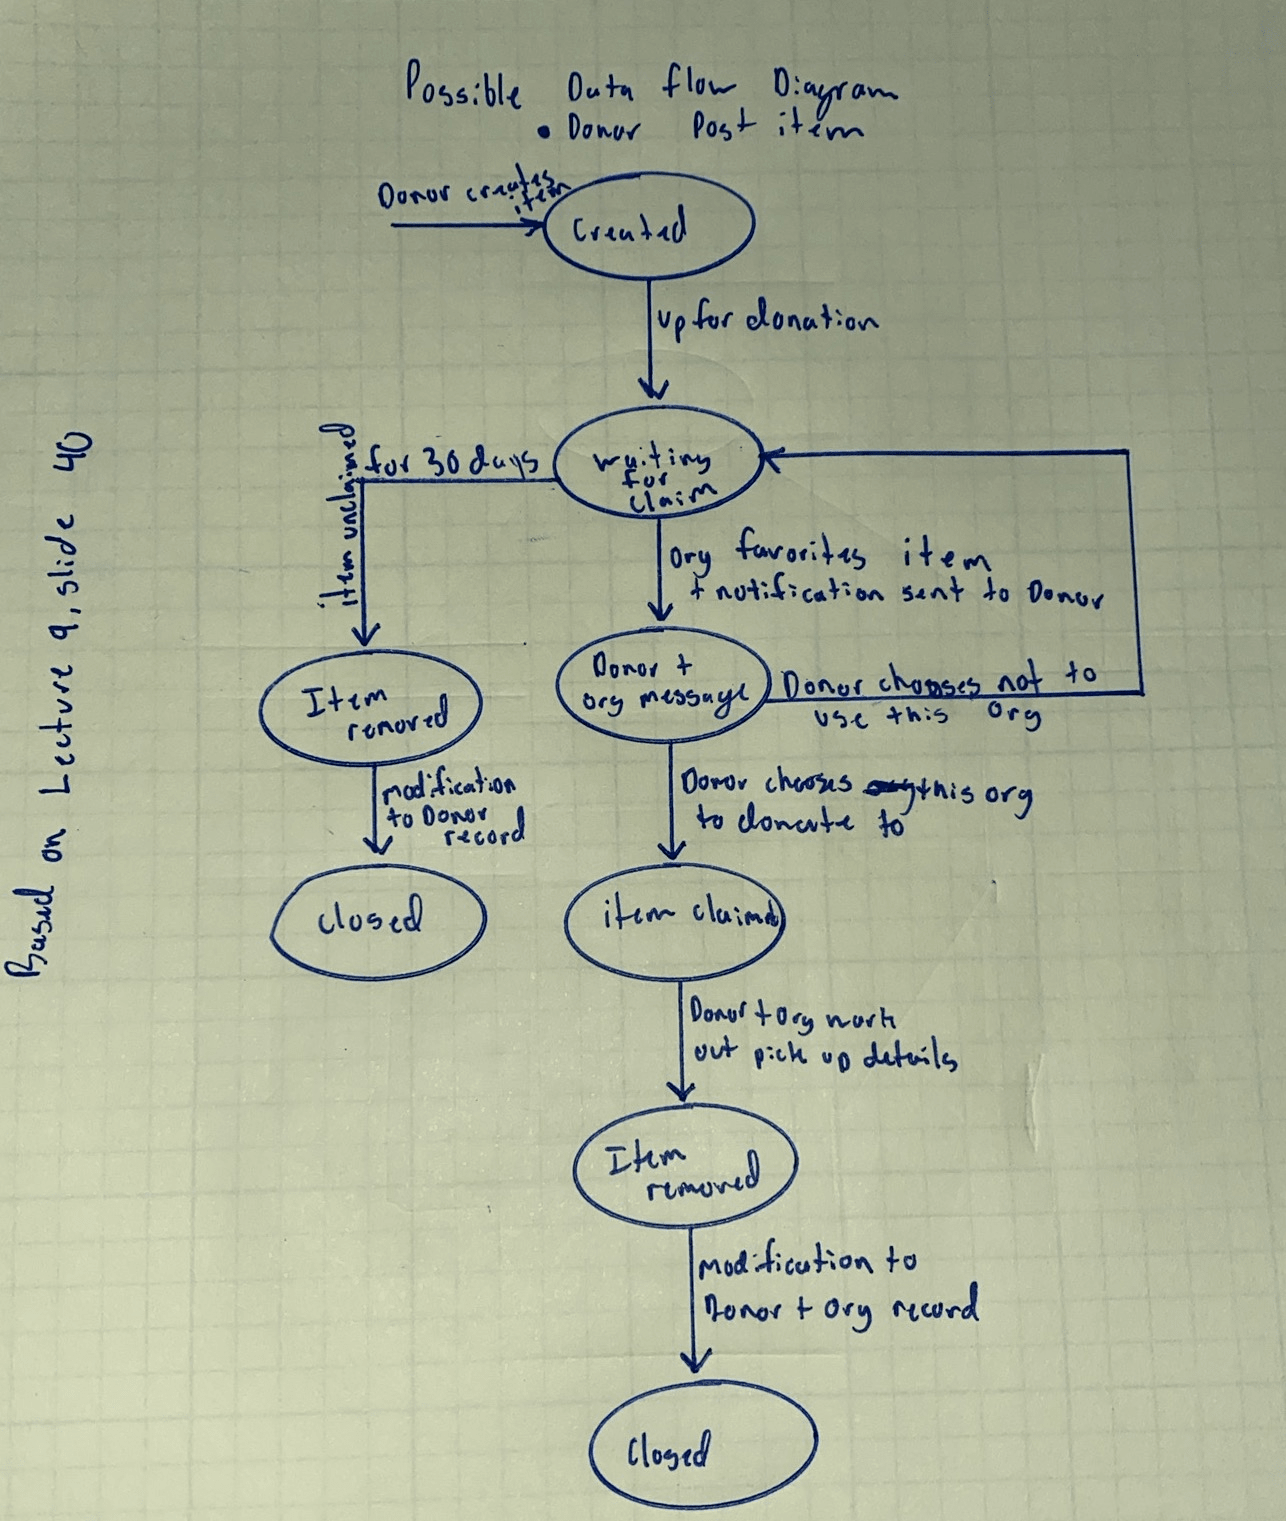 Possible Data flow Diagram
• Donor Post item
Donor creates
item
Created
up for donation
waiting
for
claim
for 30 days
item unclaimed
Org favorites item
+ notification sent to Donor
Item
removed
Donor +
org message
Donor chooses not to
use this Org
modification
to Donor
record
Donor chooses this org
to donate to
closed
item claimed
Donor + Org work
out pick up details
Item
removed
Modification to
Donor + Org record
Closed
Based on Lecture 9, slide 40